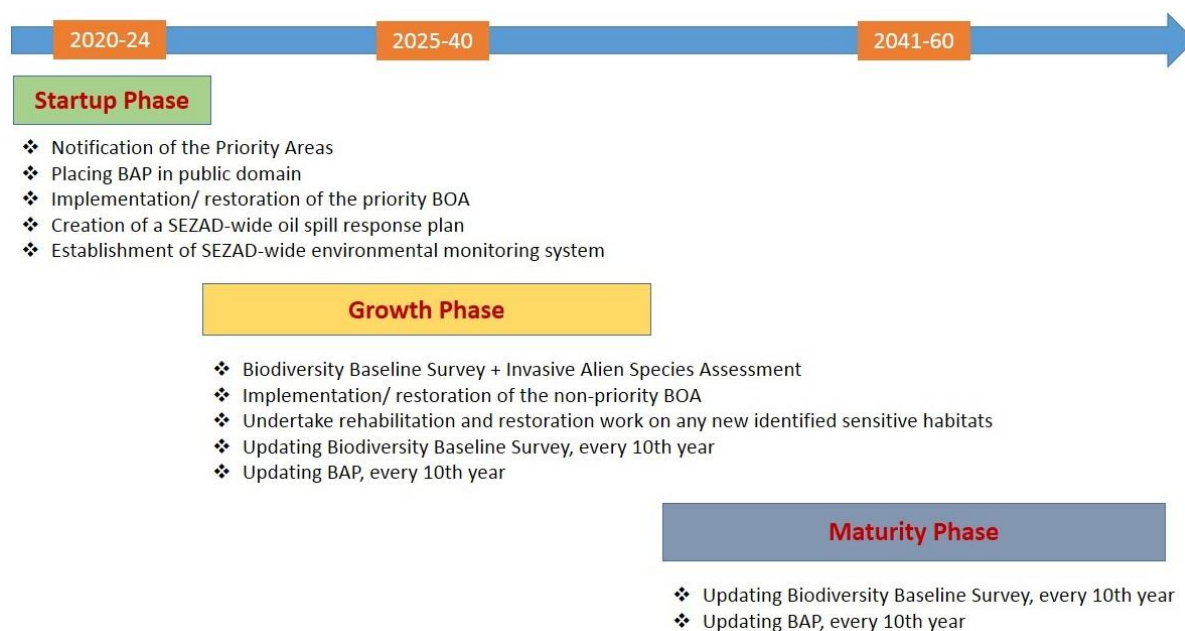 2020-24
2025-40
2041-60
Startup Phase
❖ Notification of the Priority Areas
❖ Placing BAP in public domain
❖ Implementation/ restoration of the priority BOA
❖ Creation of a SEZAD-wide oil spill response plan
❖ Establishment of SEZAD-wide environmental monitoring system
Growth Phase
❖ Biodiversity Baseline Survey + Invasive Alien Species Assessment
❖ Implementation/ restoration of the non-priority BOA
❖ Undertake rehabilitation and restoration work on any new identified sensitive habitats
❖ Updating Biodiversity Baseline Survey, every 10th year
❖ Updating BAP, every 10th year
Maturity Phase
❖ Updating Biodiversity Baseline Survey, every 10th year
❖ Updating BAP, every 10th year